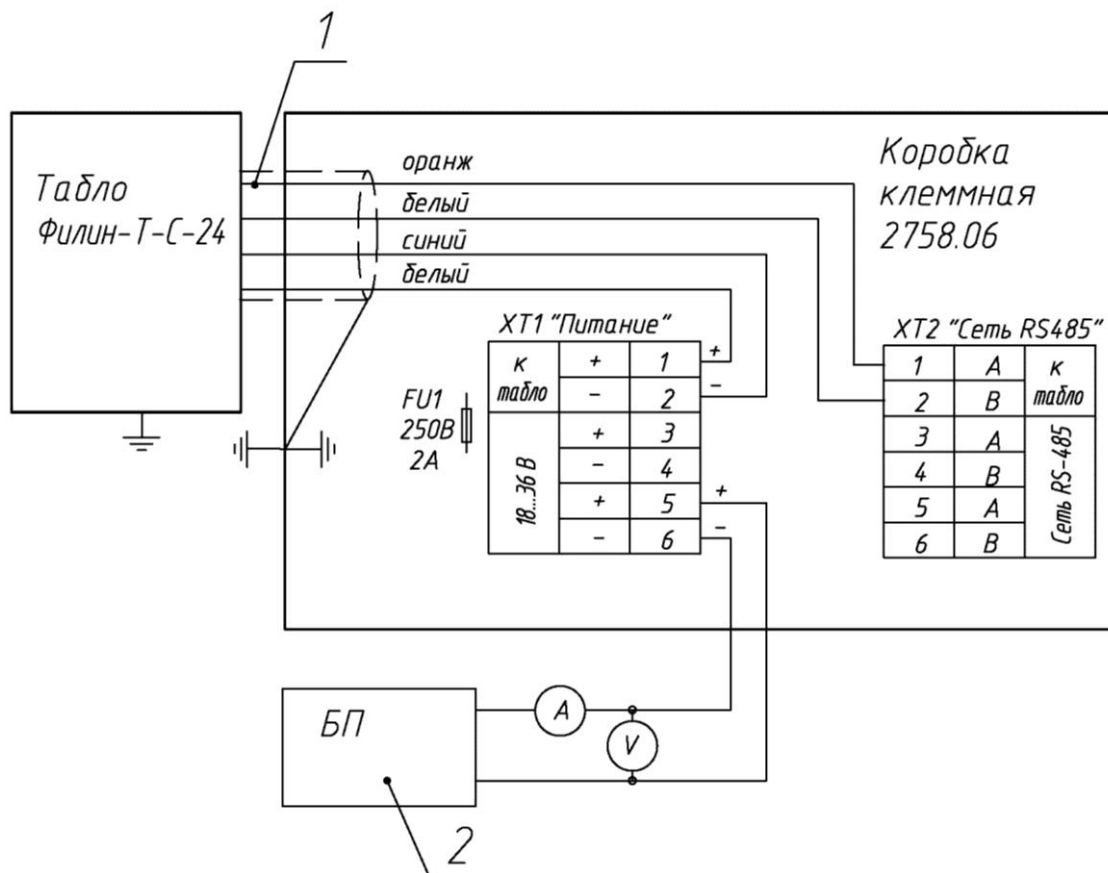 1
Табло
Филин-Т-С-24
оранж
белый
синий
белый
Коробка
клеммная
2758.06
XT1 "Питание"
к
табло
+ 1 +
- 2 -
18...36 В
+ 3
- 4
+ 5 +
- 6 -
FU1
250В
2А
XT2 "Сеть RS485"
1 A
2 B
к
табло
3 A
4 B
5 A
6 B
Сеть RS-485
БП
A
V
2